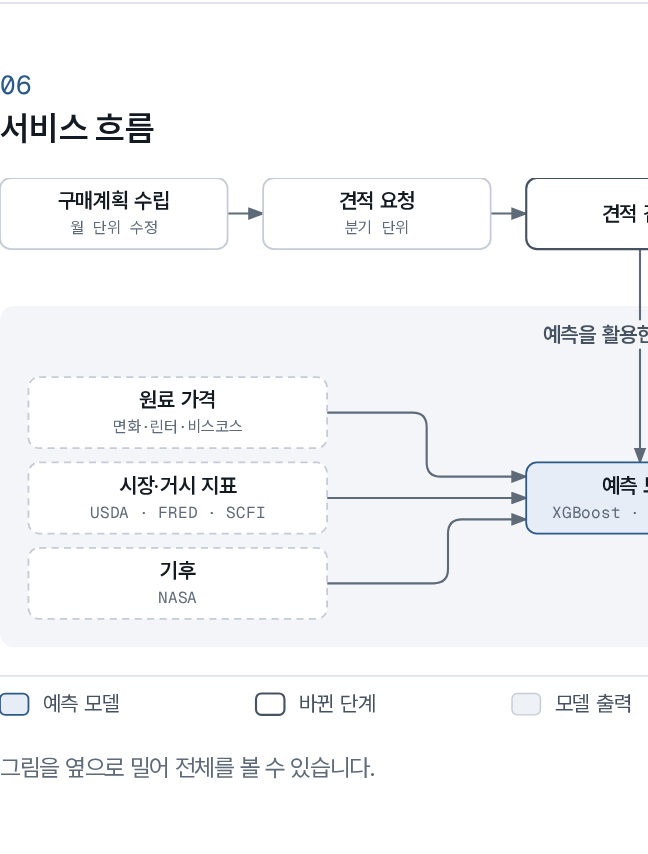 06
서비스 흐름
구매계획 수립
월 단위 수정
견적 요청
분기 단위
견적
예측을 활용한
원료 가격
면화·린터·비스코스
시장·거시 지표
USDA · FRED · SCFI
기후
NASA
예측
XGBoost ·
예측 모델
바뀐 단계
모델 출력
그림을 옆으로 밀어 전체를 볼 수 있습니다.